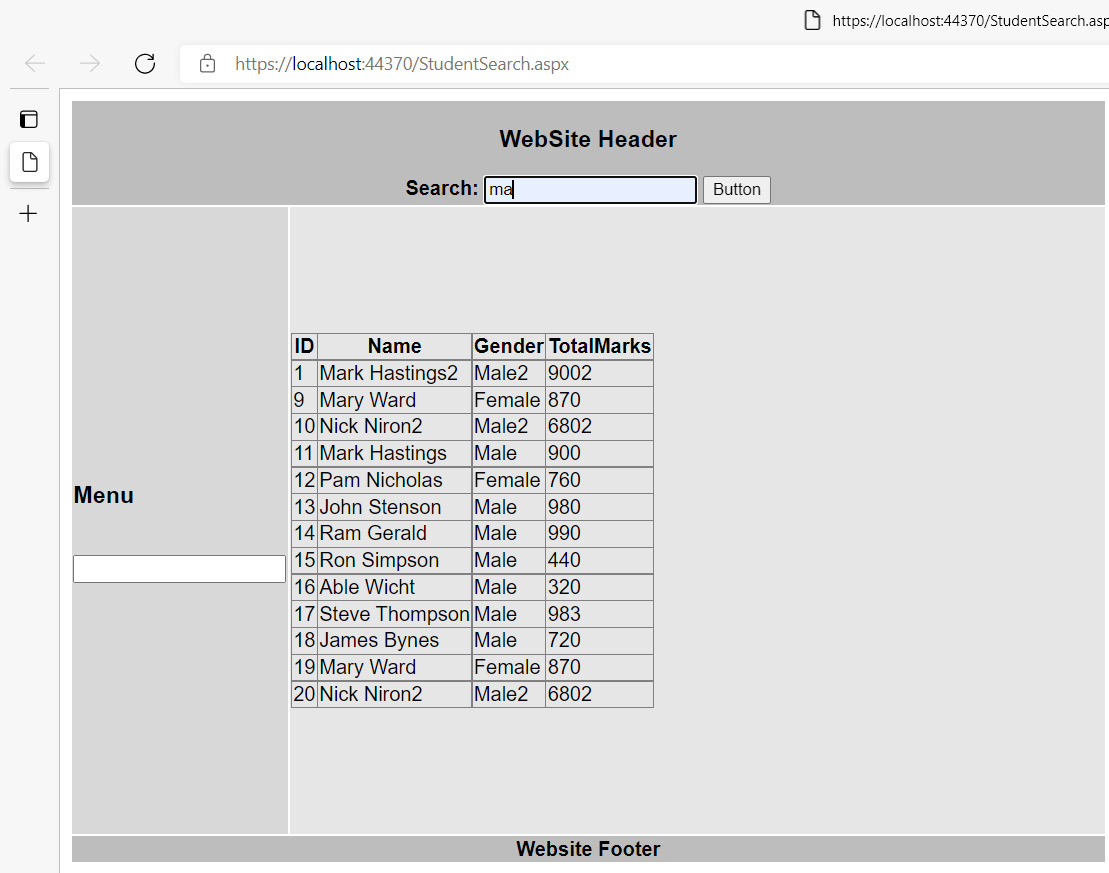 https://localhost:44370/StudentSearch.asp
https://localhost:44370/StudentSearch.aspx
WebSite Header
Search: ma Button
Menu
ID Name Gender TotalMarks
1 Mark Hastings2 Male2 9002
9 Mary Ward Female 870
10 Nick Niron2 Male2 6802
11 Mark Hastings Male 900
12 Pam Nicholas Female 760
13 John Stenson Male 980
14 Ram Gerald Male 990
15 Ron Simpson Male 440
16 Able Wicht Male 320
17 Steve Thompson Male 983
18 James Bynes Male 720
19 Mary Ward Female 870
20 Nick Niron2 Male2 6802
Website Footer